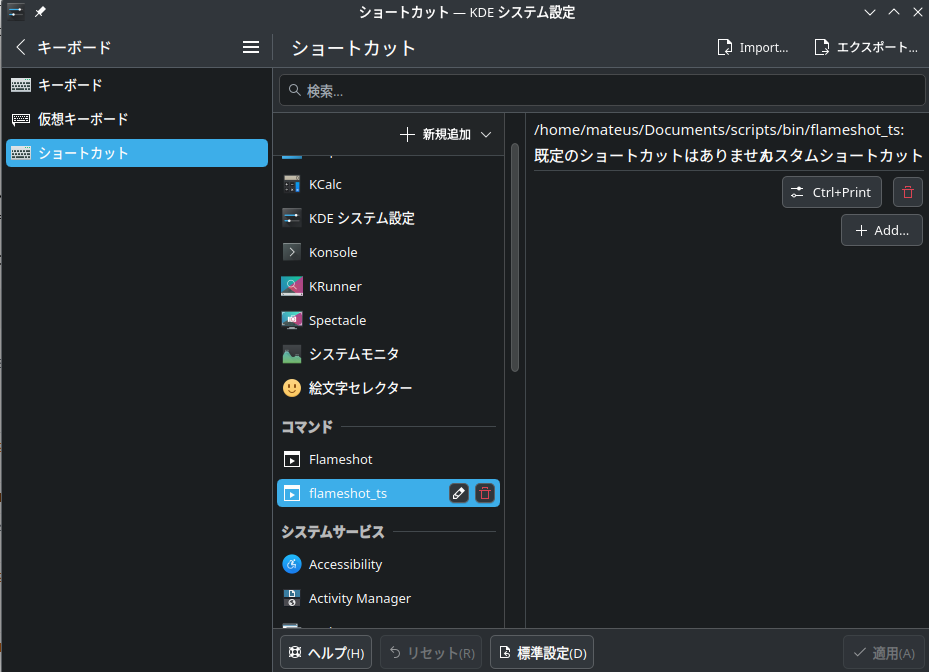 ショートカット — KDE システム設定
キーボード
ショートカット
Import...
エクスポート...
キーボード
仮想キーボード
ショートカット
検索...
新規追加
KCalc
KDE システム設定
Konsole
KRunner
Spectacle
システムモニタ
絵文字セレクター
コマンド
Flameshot
flameshot_ts
システムサービス
Accessibility
Activity Manager
/home/mateus/Documents/scripts/bin/flameshot_ts:
既定のショートカットはありません
カスタムショートカット
Ctrl+Print
Add...
ヘルプ(H)
リセット(R)
標準設定(D)
適用(A)